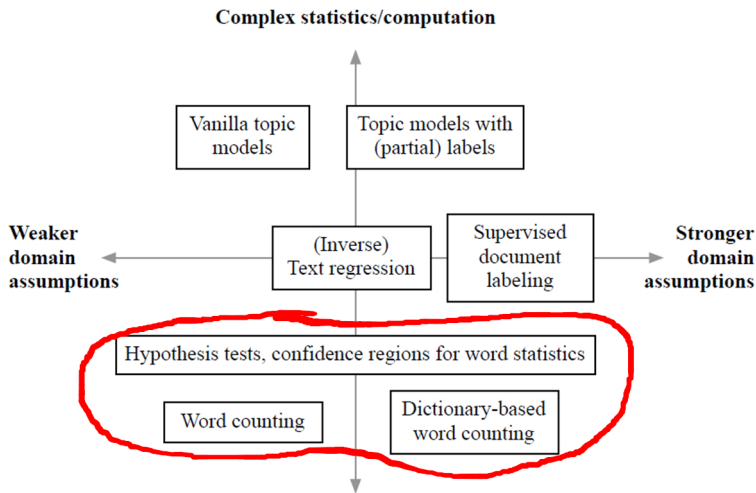 Complex statistics/computation
Vanilla topic
models
Topic models with
(partial) labels
Weaker
domain
assumptions
(Inverse)
Text regression
Supervised
document
labeling
Stronger
domain
assumptions
Hypothesis tests, confidence regions for word statistics
Word counting
Dictionary-based
word counting